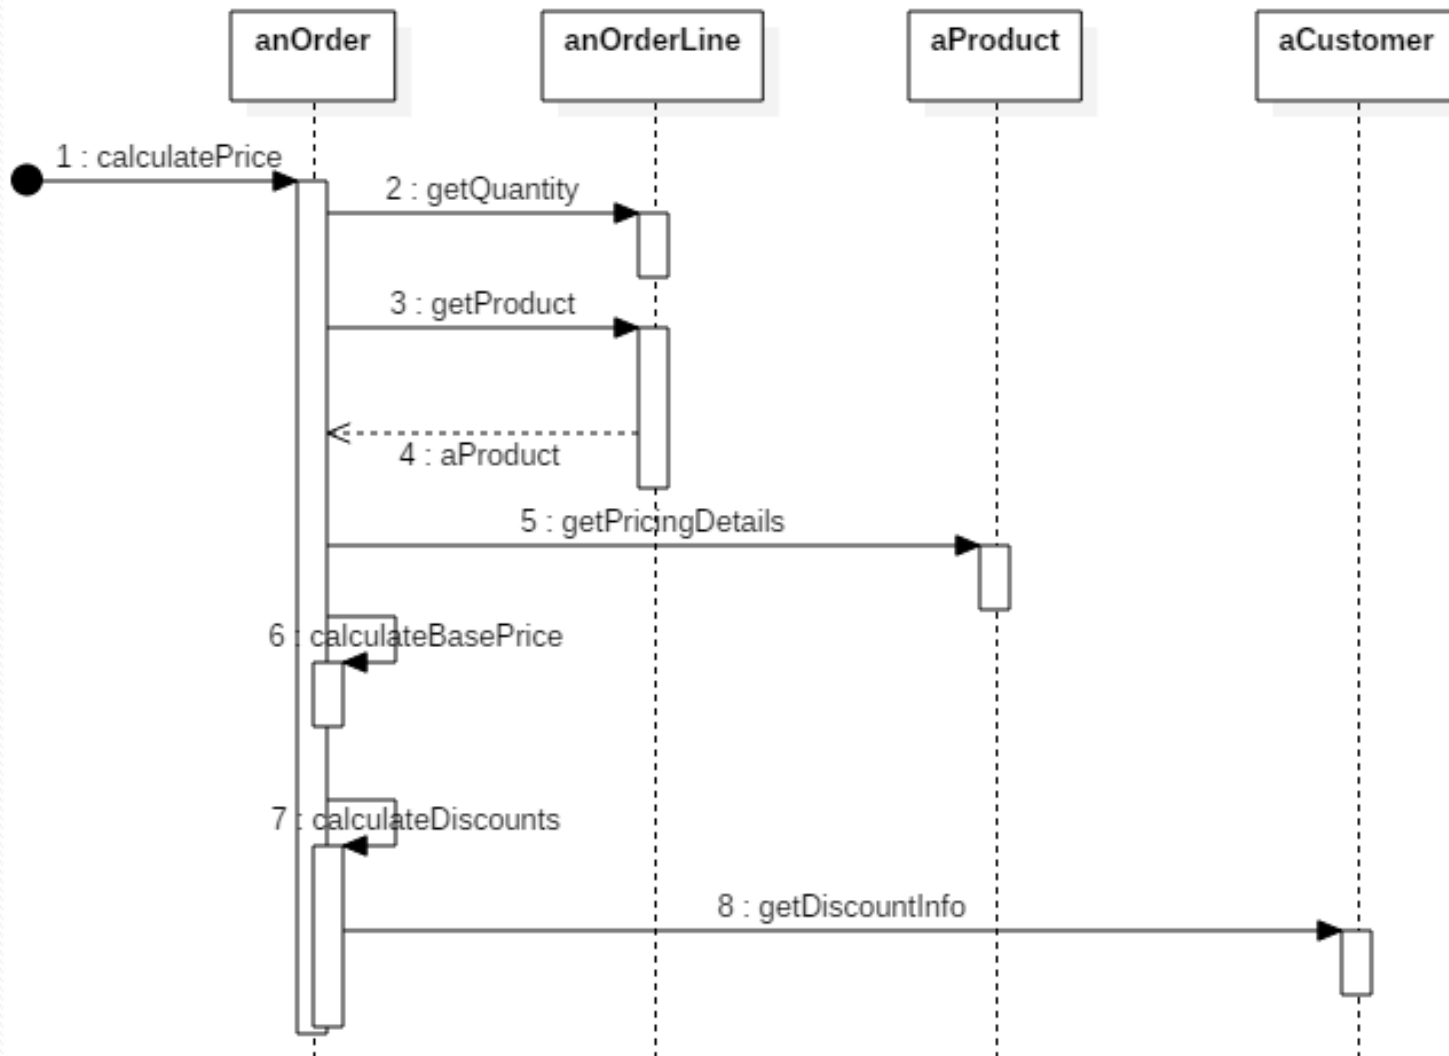 anOrder
anOrderLine
aProduct
aCustomer
1 : calculatePrice
2 : getQuantity
3 : getProduct
4 : aProduct
5 : getPricingDetails
6 : calculateBasePrice
7 : calculateDiscounts
8 : getDiscountInfo